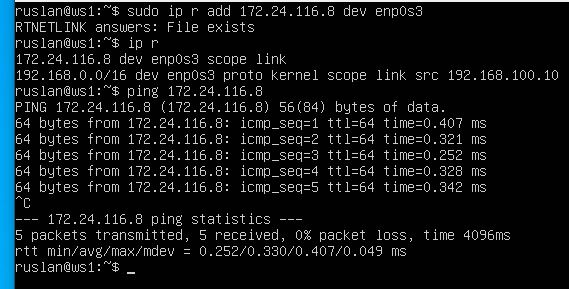 ruslan@ws1:~$ sudo ip r add 172.24.116.8 dev enp0s3
RTNETLINK answers: File exists
ruslan@ws1:~$ ip r
172.24.116.8 dev enp0s3 scope link
192.168.0.0/16 dev enp0s3 proto kernel scope link src 192.168.100.10
ruslan@ws1:~$ ping 172.24.116.8
PING 172.24.116.8 (172.24.116.8) 56(84) bytes of data.
64 bytes from 172.24.116.8: icmp_seq=1 ttl=64 time=0.407 ms
64 bytes from 172.24.116.8: icmp_seq=2 ttl=64 time=0.321 ms
64 bytes from 172.24.116.8: icmp_seq=3 ttl=64 time=0.252 ms
64 bytes from 172.24.116.8: icmp_seq=4 ttl=64 time=0.328 ms
64 bytes from 172.24.116.8: icmp_seq=5 ttl=64 time=0.342 ms
^C
--- 172.24.116.8 ping statistics ---
5 packets transmitted, 5 received, 0% packet loss, time 4096ms
rtt min/avg/max/mdev = 0.252/0.330/0.407/0.049 ms
ruslan@ws1:~$ _